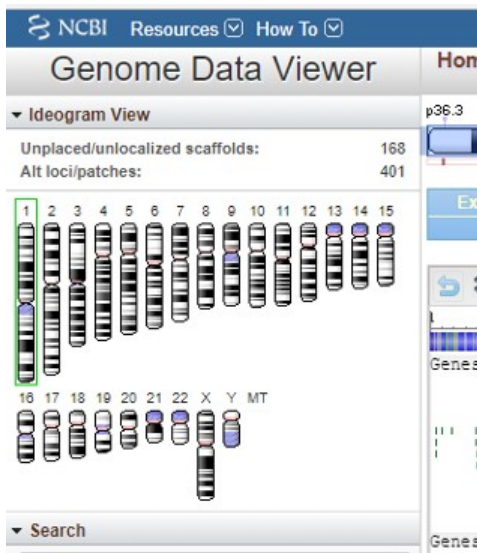 NCBI Resources How To
Genome Data Viewer
Hom
Ideogram View
p36.3
Unplaced/unlocalized scaffolds: 168
Alt loci/patches: 401
Ex
1 2 3 4 5 6 7 8 9 10 11 12 13 14 15
1
Genes
16 17 18 19 20 21 22 X Y MT
Search
Genes